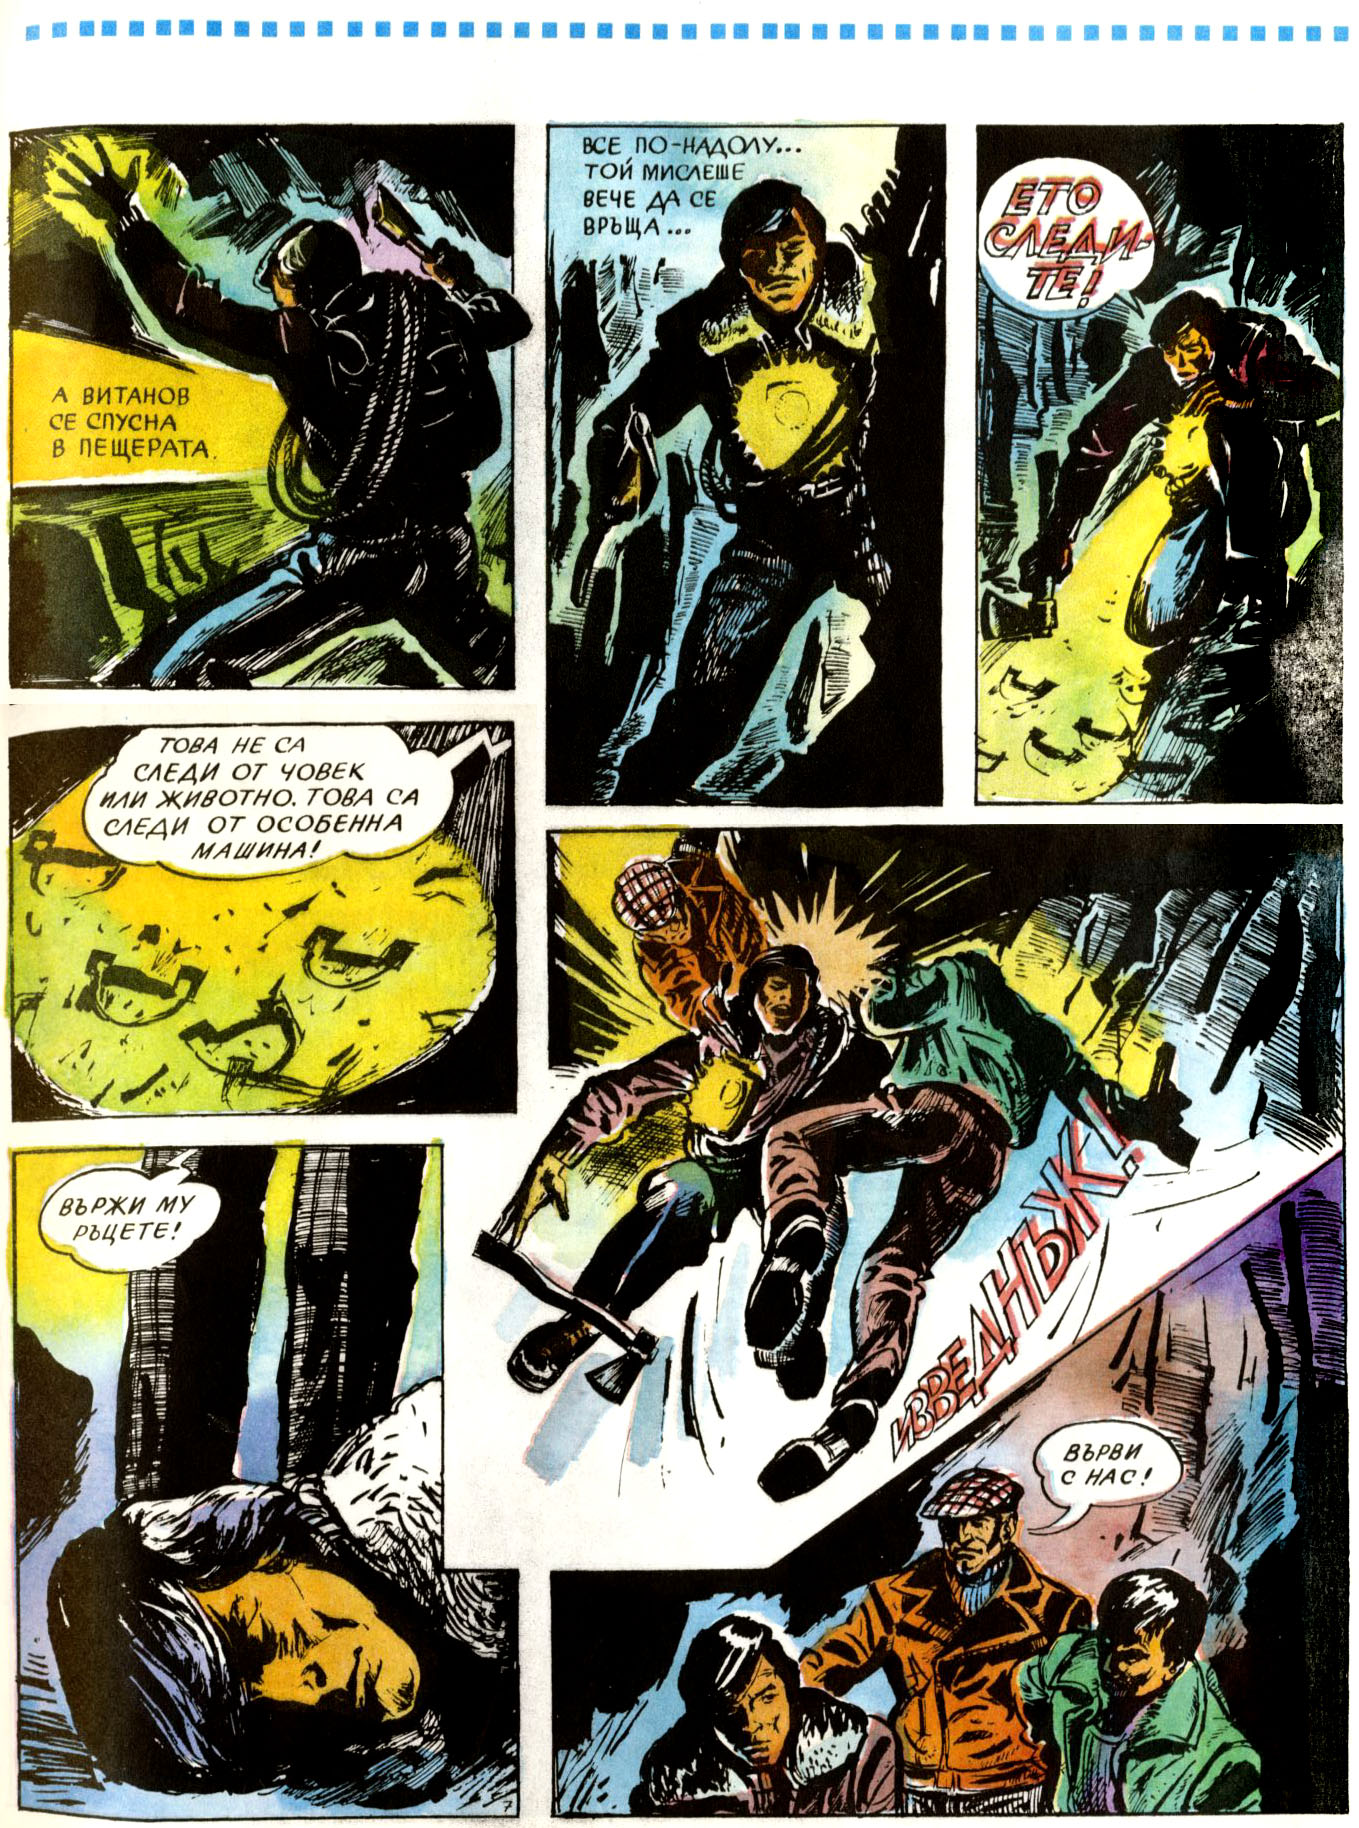 А ВИТАНОВ
СЕ СПУСНА
В ПЕЩЕРАТА.
ВСЕ ПО-НАДОЛУ...
ТОЙ МИСЛЕШЕ
ВЕЧЕ ДА СЕ
ВРЪЩА...
ЕТО
СЛЕДИ-
ТЕ!
ТОВА НЕ СА
СЛЕДИ ОТ ЧОВЕК
ИЛИ ЖИВОТНО. ТОВА СА
СЛЕДИ ОТ ОСОБЕННА
МАШИНА!
ИЗВЕДНЪЖ!
ВЪРЖИ МУ
РЪЦЕТЕ!
ВЪРВИ
С НАС!
7